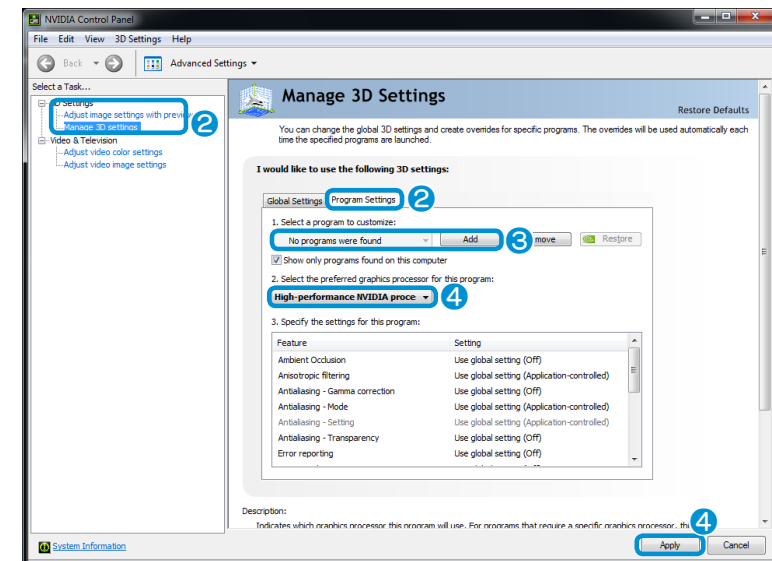 NVIDIA Control Panel
File Edit View 3D Settings Help
Back Advanced Settings
Select a Task...
3D Settings
Adjust image settings with preview
Manage 3D settings
2
Video & Television
Adjust video color settings
Adjust video image settings
Manage 3D Settings
Restore Defaults
You can change the global 3D settings and create overrides for specific programs. The overrides will be used automatically each
time the specified programs are launched.
I would like to use the following 3D settings:
Global Settings Program Settings 2
1. Select a program to customize:
No programs were found Add 3 move Restore
Show only programs found on this computer
2. Select the preferred graphics processor for this program:
High-performance NVIDIA proce 4
3. Specify the settings for this program:
Feature Setting
Ambient Occlusion Use global setting (Off)
Anisotropic filtering Use global setting (Application-controlled)
Antialiasing - Gamma correction Use global setting (Off)
Antialiasing - Mode Use global setting (Application-controlled)
Antialiasing - Setting Use global setting (Application-controlled)
Antialiasing - Transparency Use global setting (Off)
Error reporting Use global setting (Off)
Description:
Indicates which graphics processor this program will use. For programs that require a specific graphics processor,
4
System Information Apply Cancel